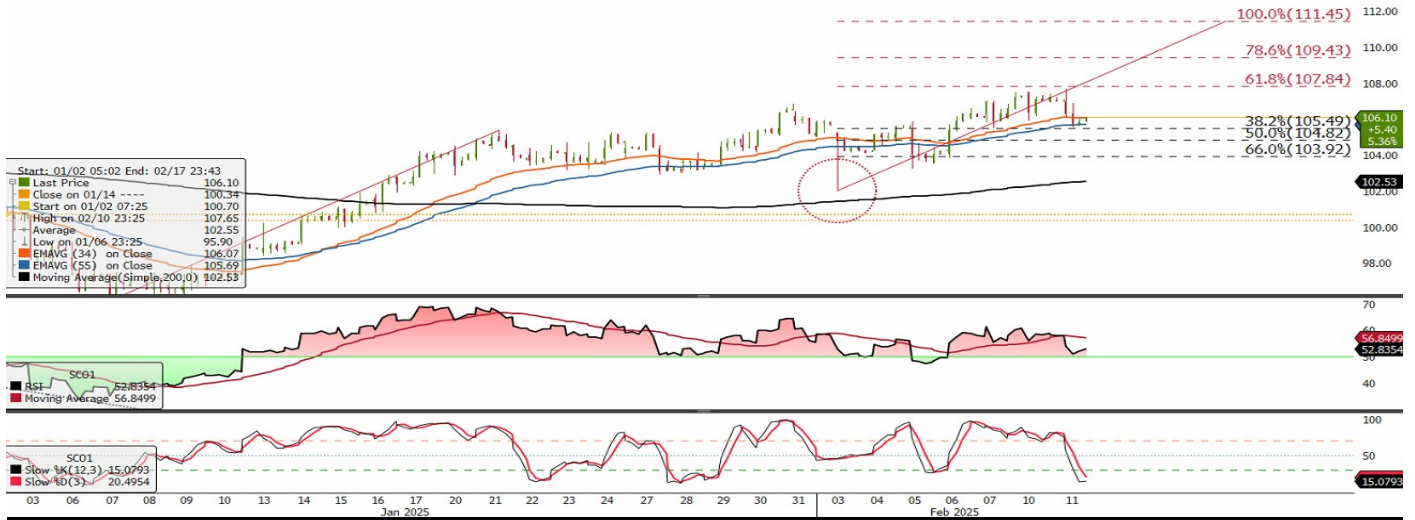 112.00
100.0%(111.45)
110.00
78.6%(109.43)
108.00
61.8%(107.84)
38.2%(105.49)
106.10
+5.40
5.36%
50.0%(104.82)
104.00
66.0%(103.92)
102.53
102.00
100.00
98.00
Start: 01/02 05:02 End: 02/17 23:43
Last Price 106.10
Close on 01/14 ---- 100.34
Start on 01/02 07:25 100.70
High on 02/10 23:25 107.65
Average 102.55
Low on 01/06 23:25 95.90
EMAVG (34) on Close 106.07
EMAVG (55) on Close 105.69
Moving Average(Simple,200,0) 102.53
70
60
56.8499
52.8354
50
40
SCO1
RSI 52.8354
Moving Average 56.8499
100
50
15.0793
SCO1
Slow %K(12,3) 15.0793
Slow %D(3) 20.4954
03 06 07 08 09 10 13 14 15 16 17 20 21 22 23 24 27 28 29 30 31 03 04 05 06 07 10 11
Jan 2025 Feb 2025